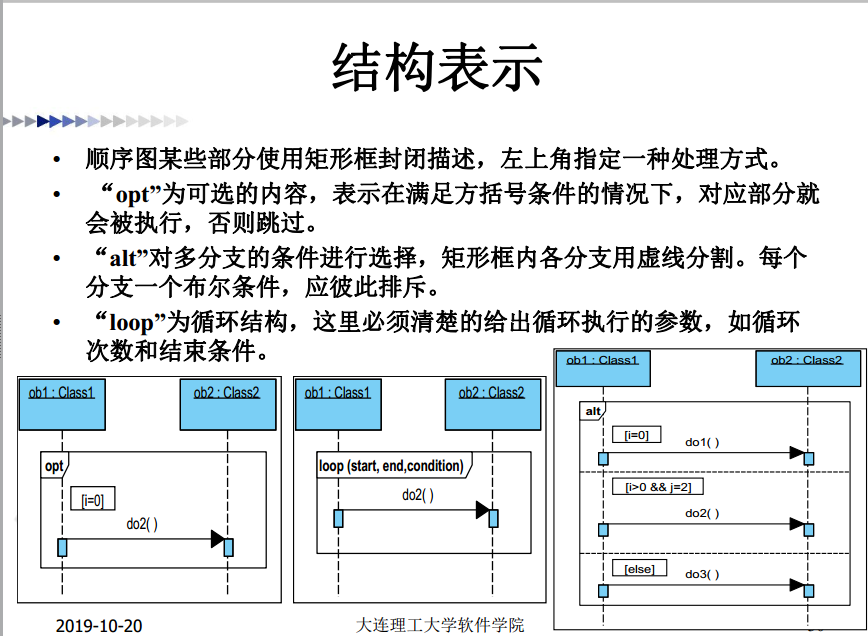 结构表示
• 顺序图某些部分使用矩形框封闭描述，左上角指定一种处理方式。
• “opt”为可选的内容，表示在满足方括号条件的情况下，对应部分就
会被执行，否则跳过。
• “alt”对多分支的条件进行选择，矩形框内各分支用虚线分割。每个
分支一个布尔条件，应彼此排斥。
• “loop”为循环结构，这里必须清楚的给出循环执行的参数，如循环
次数和结束条件。
ob1 : Class1
ob2 : Class2
opt
[i=0]
do2( )
ob1 : Class1
ob2 : Class2
loop (start, end,condition)
do2( )
ob1 : Class1
ob2 : Class2
alt
[i=0]
do1( )
[i>0 && j=2]
do2( )
[else]
do3( )
2019-10-20
大连理工大学软件学院